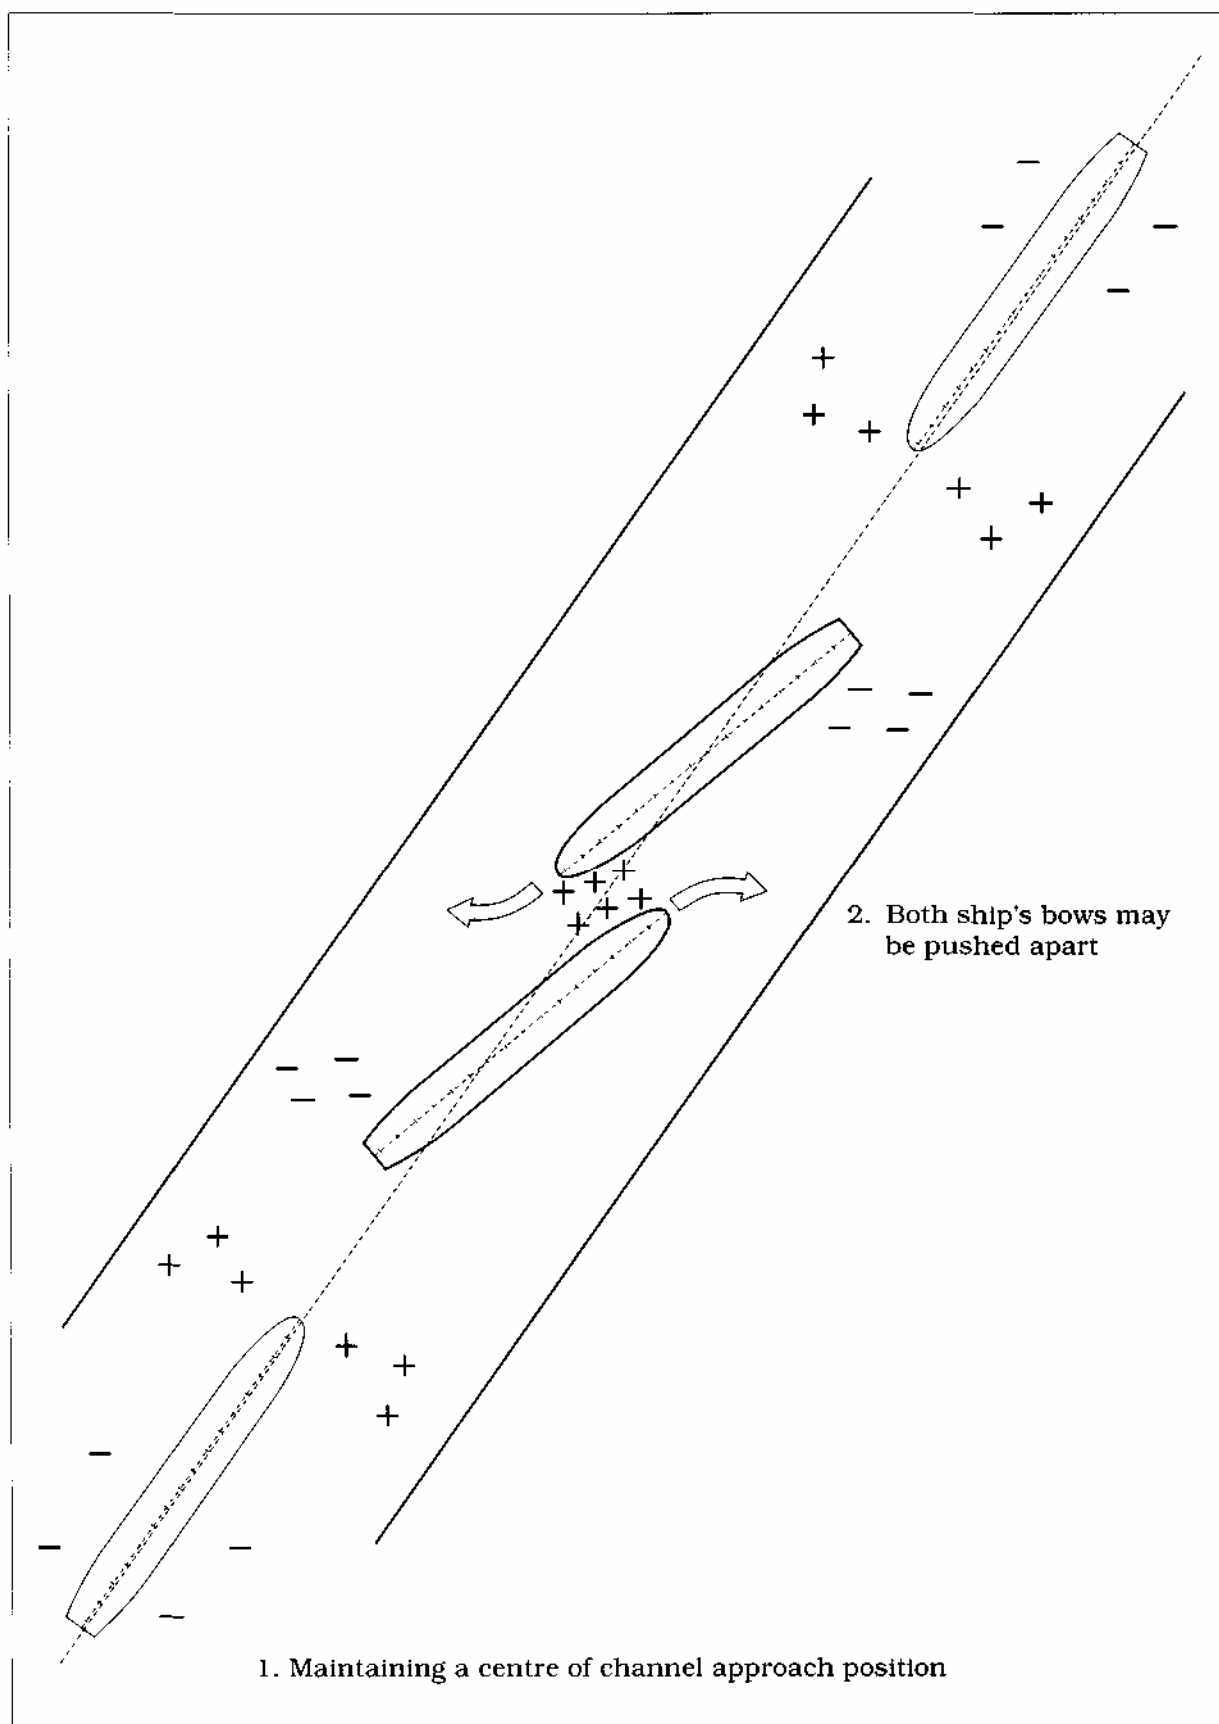 2. Both ship's bows may
be pushed apart
1. Maintaining a centre of channel approach position